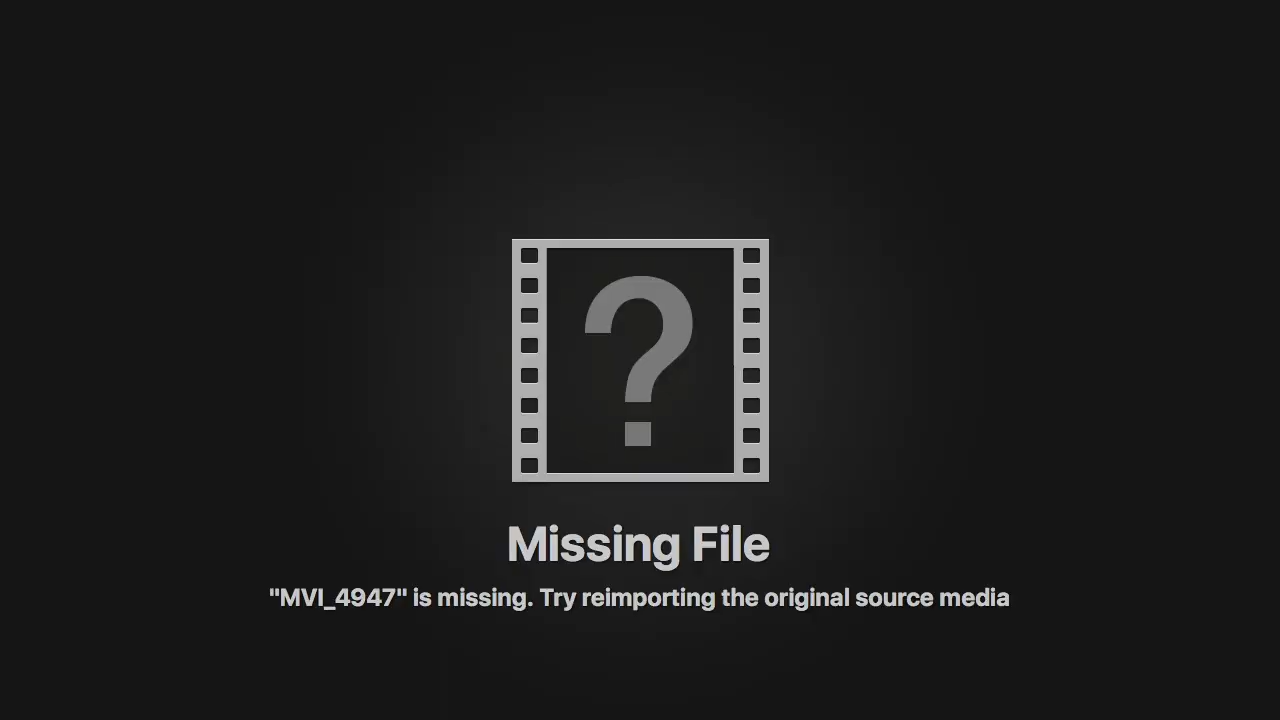 Missing File
"MVI_4947" is missing. Try reimporting the original source media